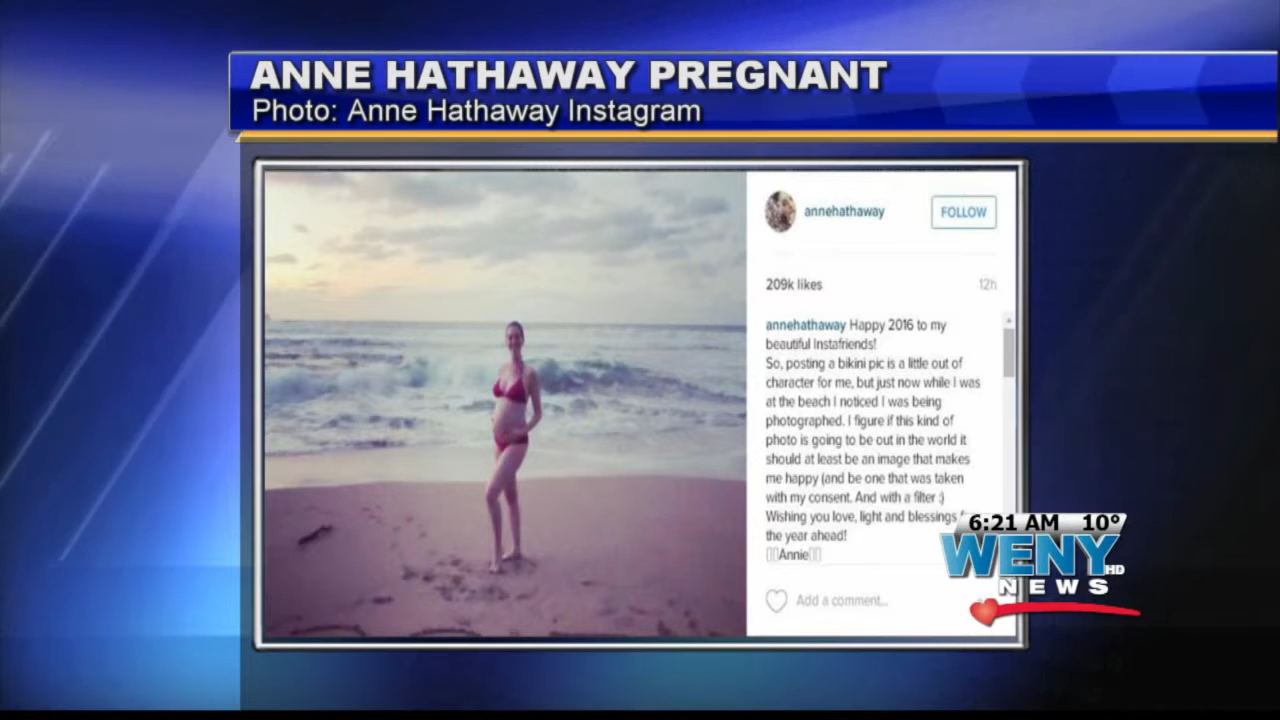 ANNE HATHAWAY PREGNANT
Photo: Anne Hathaway Instagram
annehathaway
FOLLOW
209k likes
12h
annehathaway Happy 2016 to my
beautiful Instafriends!
So, posting a bikini pic is a little out of
character for me, but just now while I was
at the beach I noticed I was being
photographed. I figure if this kind of
photo is going to be out in the world it
should at least be an image that makes
me happy (and be one that was taken
with my consent. And with a filter :)
Wishing you love, light and blessings
the year ahead!
Annie
Add a comment...
6:21 AM 10°
WENY HD
NEWS